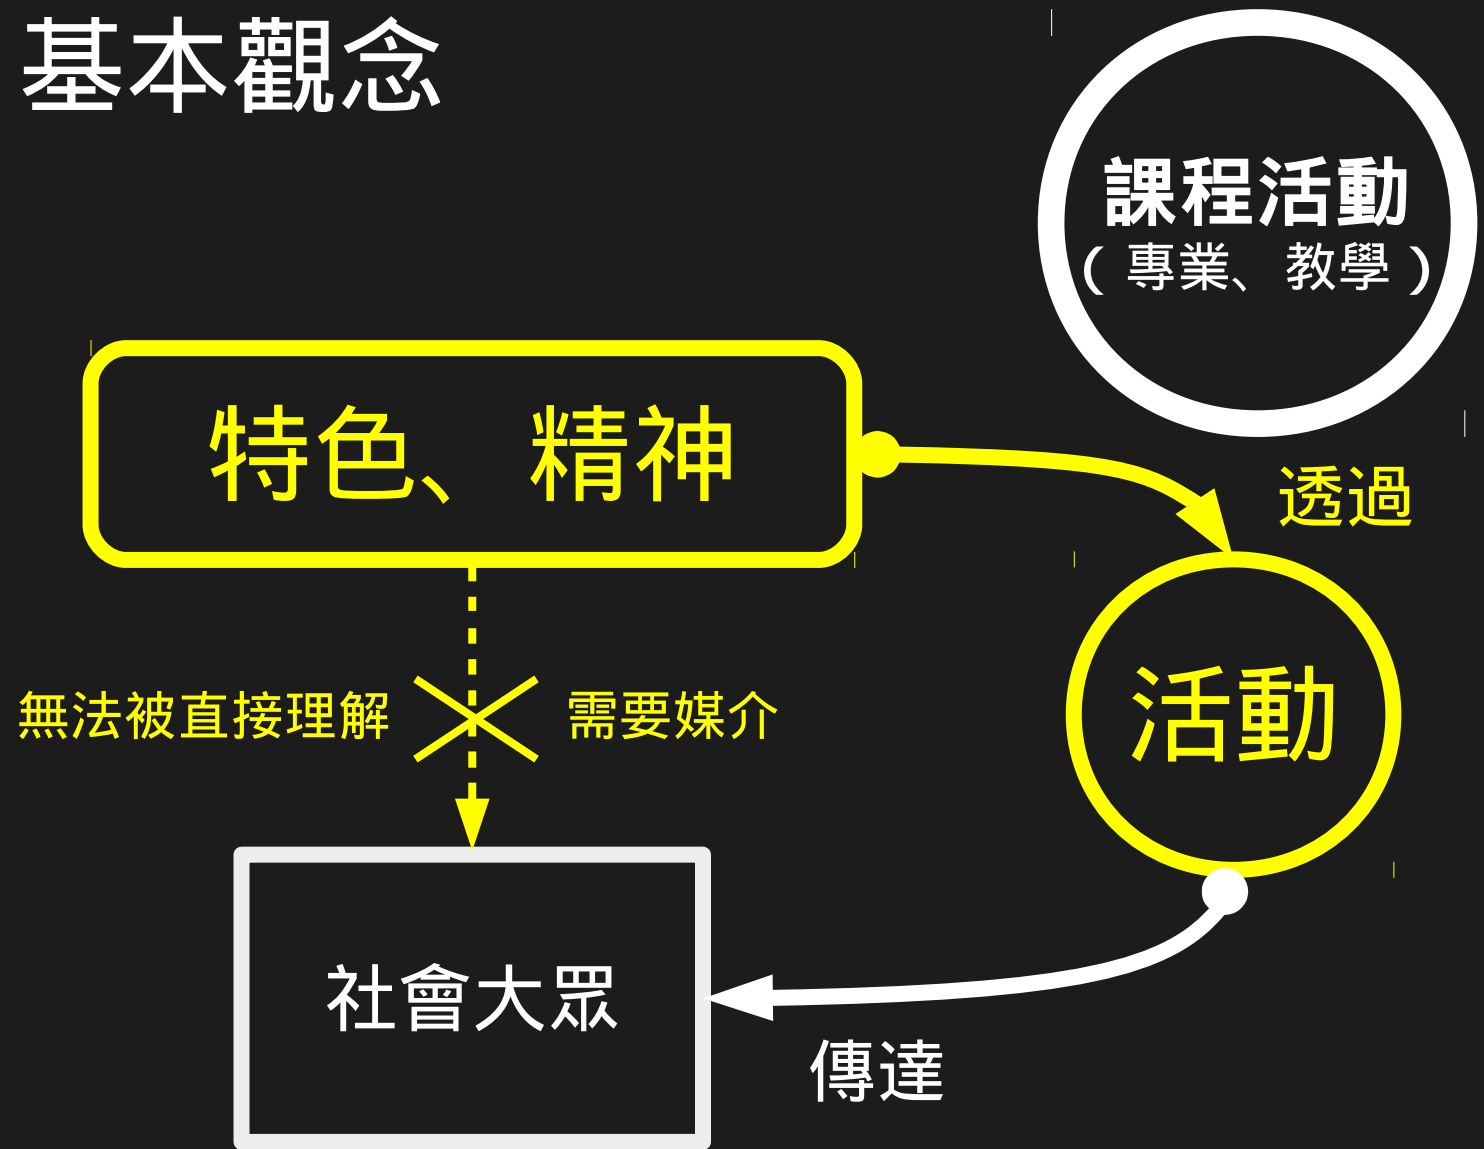 基本觀念
課程活動
（專業、教學）
特色、精神
透過
活動
無法被直接理解
需要媒介
社會大眾
傳達